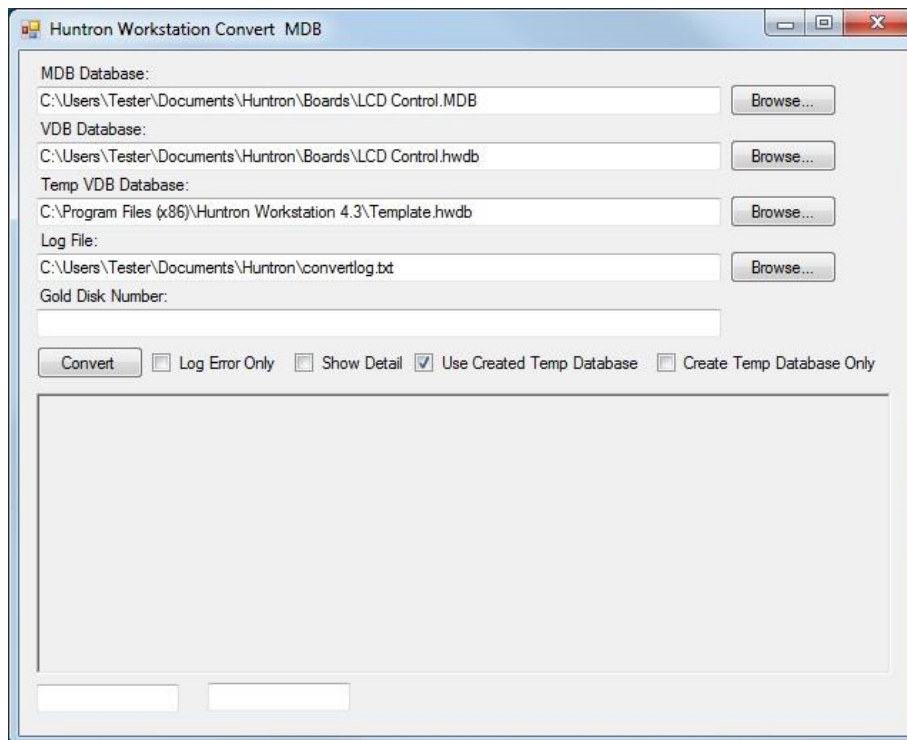 Huntron Workstation Convert  MDB
MDB Database:
C:\Users\Tester\Documents\Huntron\Boards\LCD Control.MDB
Browse...
VDB Database:
C:\Users\Tester\Documents\Huntron\Boards\LCD Control.hwdb
Browse...
Temp VDB Database:
C:\Program Files (x86)\Huntron Workstation 4.3\Template.hwdb
Browse...
Log File:
C:\Users\Tester\Documents\Huntron\convertlog.txt
Browse...
Gold Disk Number:
Convert Log Error Only Show Detail Use Created Temp Database Create Temp Database Only